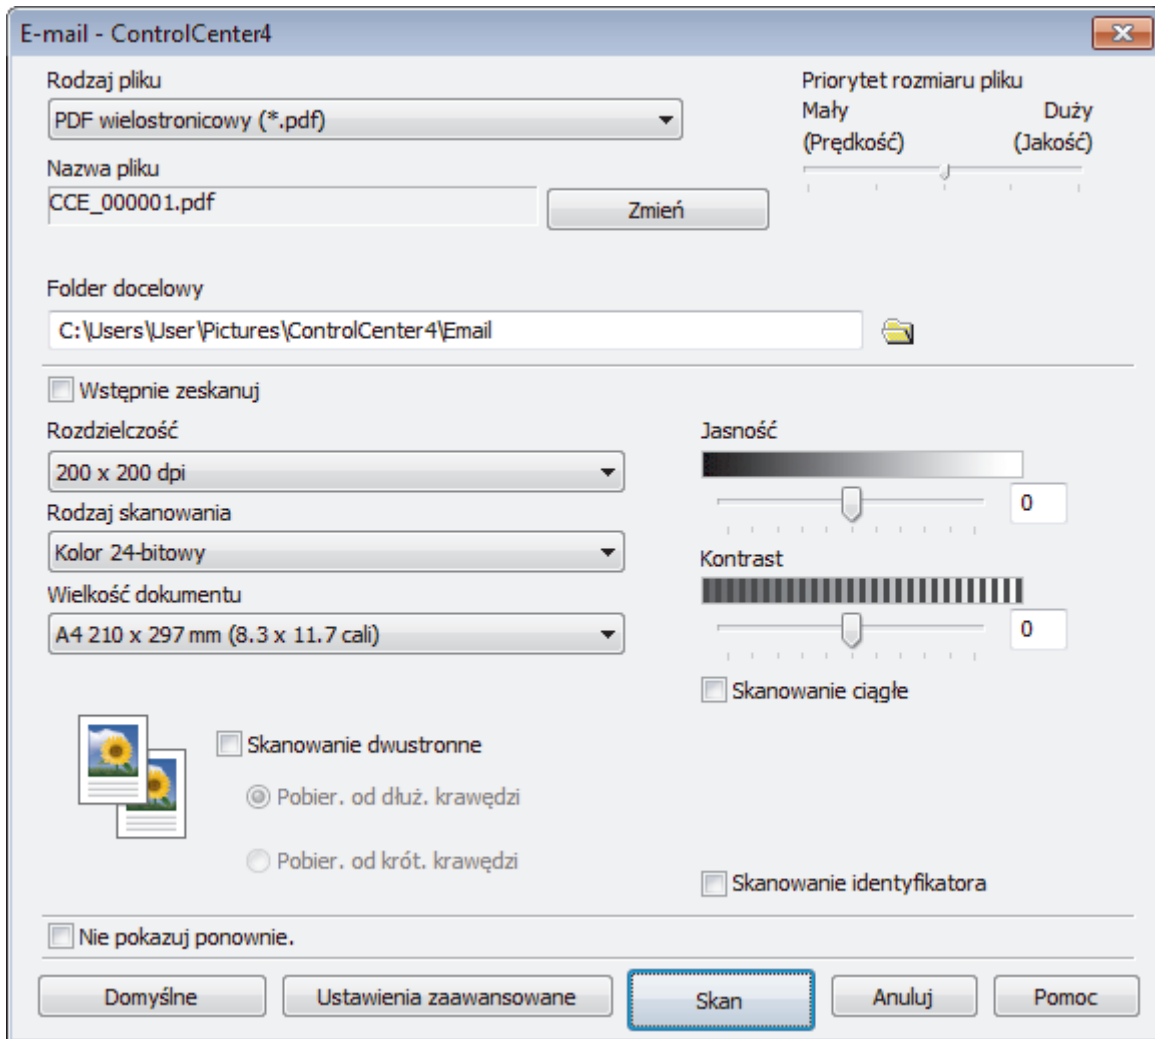 E-mail - ControlCenter4
Rodzaj pliku
PDF wielostronicowy (*.pdf)
Priorytet rozmiaru pliku
Mały Duży
(Prędkość) (Jakość)
Nazwa pliku
CCE_000001.pdf
Zmień
Folder docelowy
C:\Users\User\Pictures\ControlCenter4\Email
Wstępnie zeskanuj
Rozdzielczość
200 x 200 dpi
Rodzaj skanowania
Kolor 24-bitowy
Wielkość dokumentu
A4 210 x 297 mm (8.3 x 11.7 cali)
Jasność
0
Kontrast
0
Skanowanie ciągłe
Skanowanie dwustronne
Pobier. od dłuż. krawędzi
Pobier. od krót. krawędzi
Skanowanie identyfikatora
Nie pokazuj ponownie.
Domyślne
Ustawienia zaawansowane
Skan
Anuluj
Pomoc